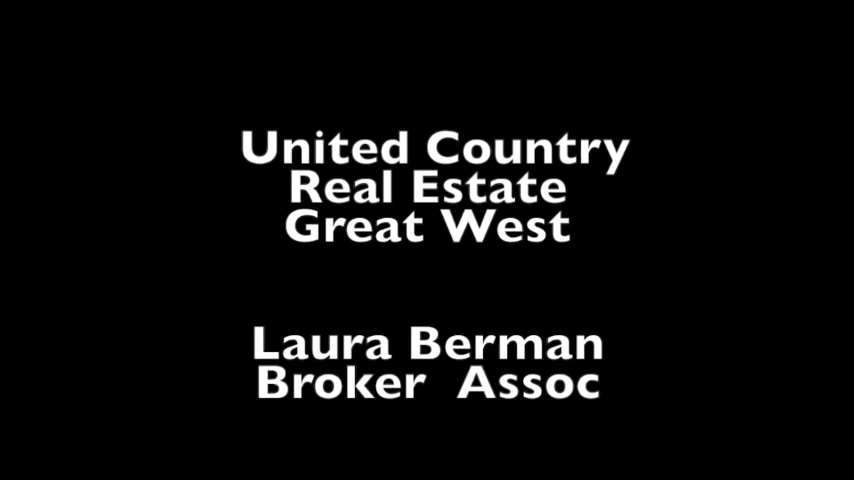 United Country
Real Estate
Great West
Laura Berman
Broker  Assoc